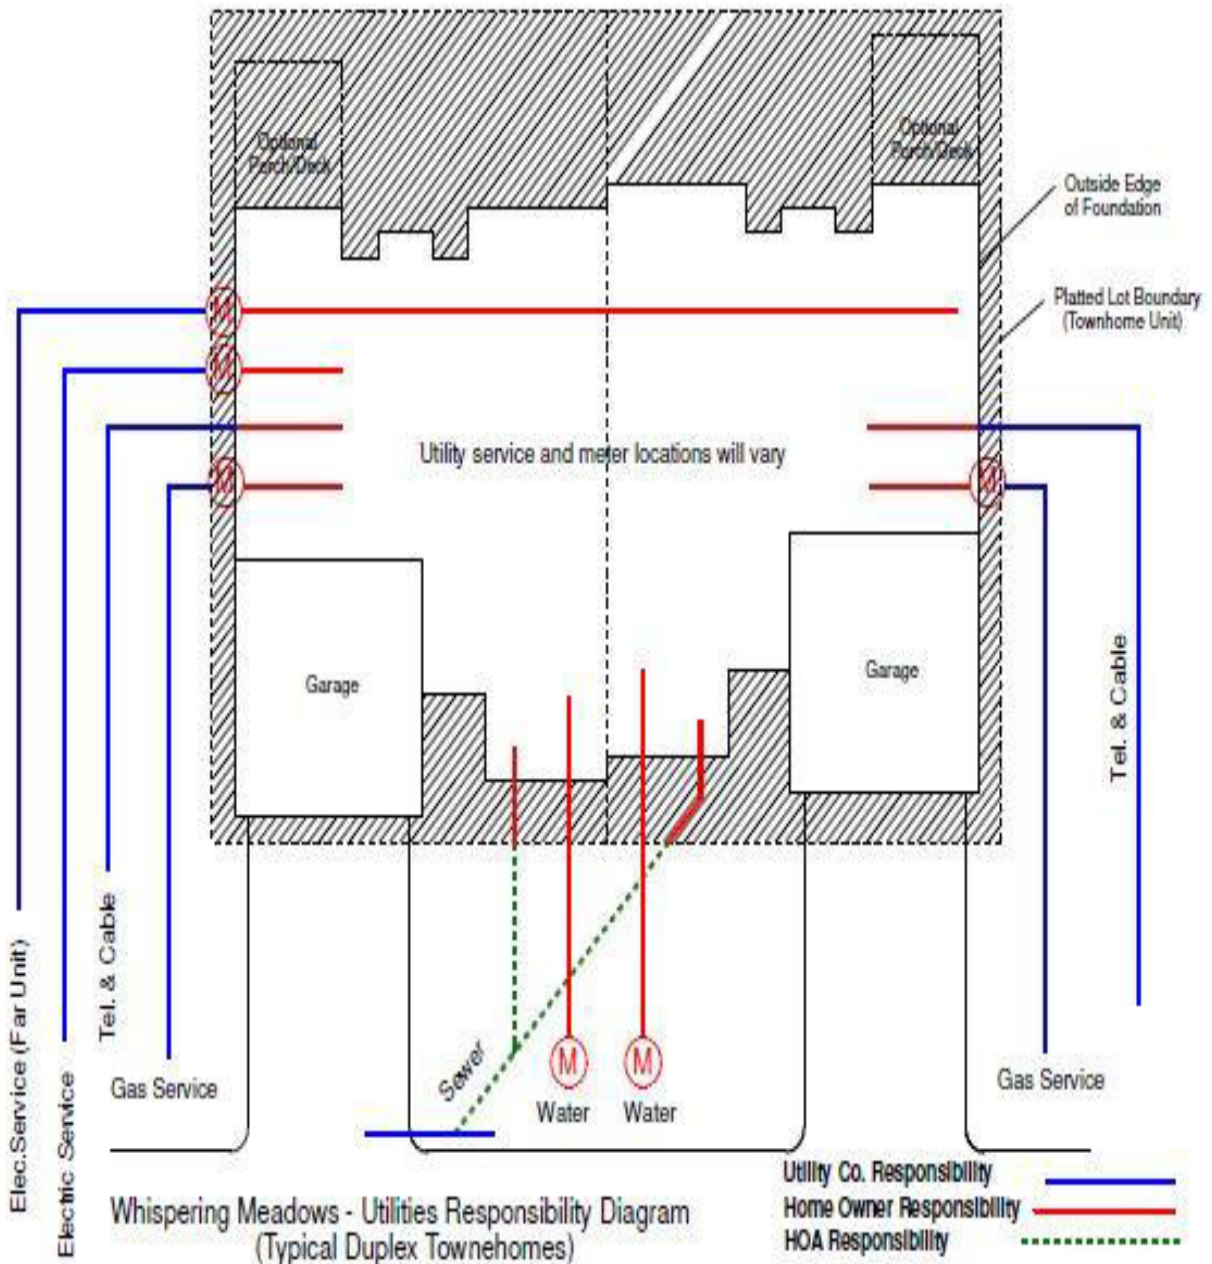 Optional
Porch/Deck
Optional
Porch/Deck
Outside Edge
of Foundation
Platted Lot Boundary
(Townhome Unit)
M
M
M
M
Utility service and meter locations will vary
Garage
Garage
Tel. & Cable
Tel. & Cable
Elec.Service (Far Unit)
Electric Service
Gas Service
Gas Service
Sewer
M
M
Water
Water
Whispering Meadows - Utilities Responsibility Diagram
(Typical Duplex Townehomes)
Utility Co. Responsibility
Home Owner Responsibility
HOA Responsibility